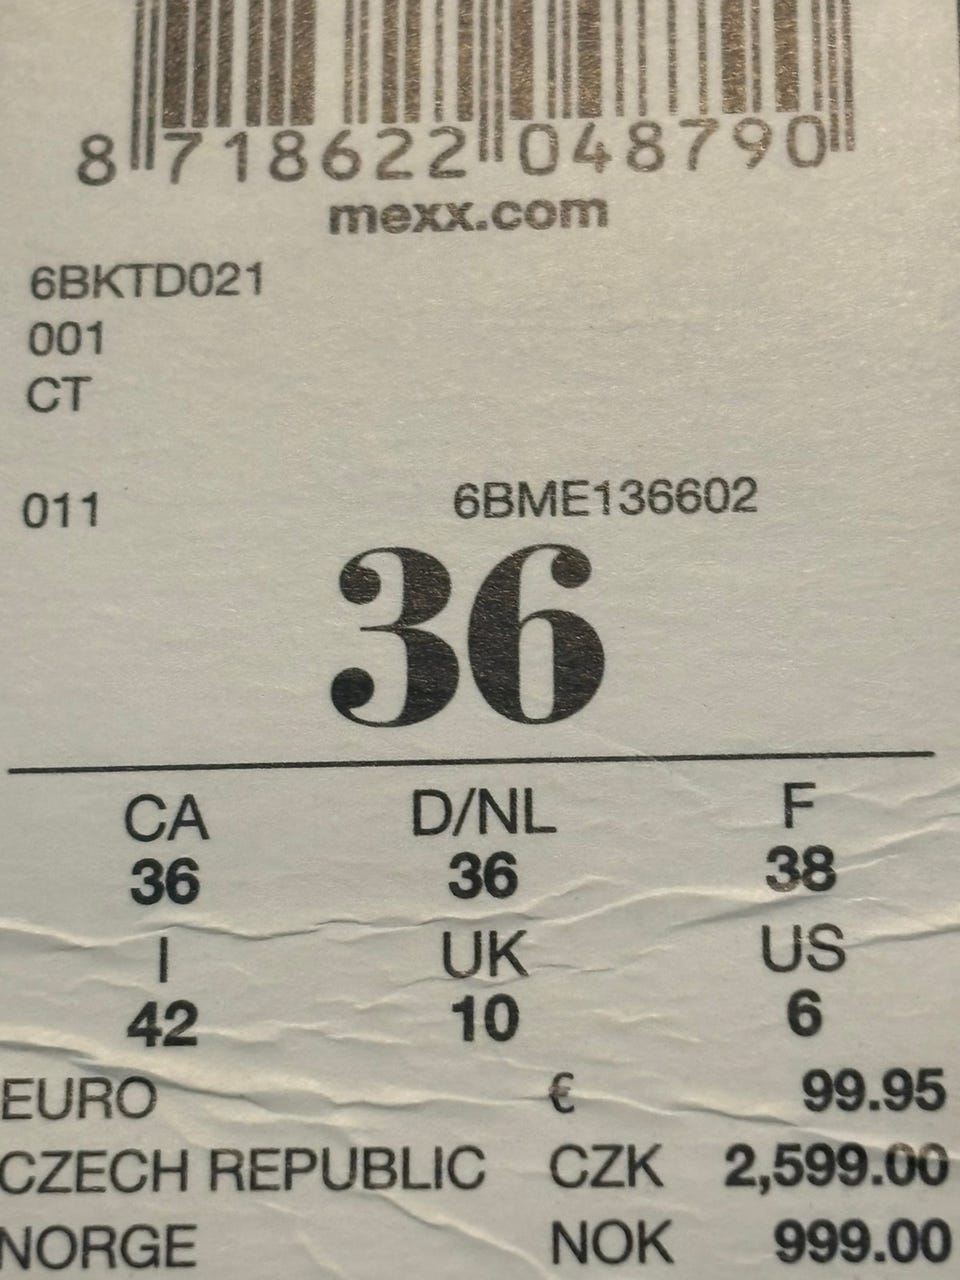 8 718622 048790
mexx.com
6BKTD021
001
CT
011 6BME136602
36
CA D/NL F
36 36 38
I UK US
42 10 6
EURO € 99.95
CZECH REPUBLIC CZK 2,599.00
NORGE NOK 999.00